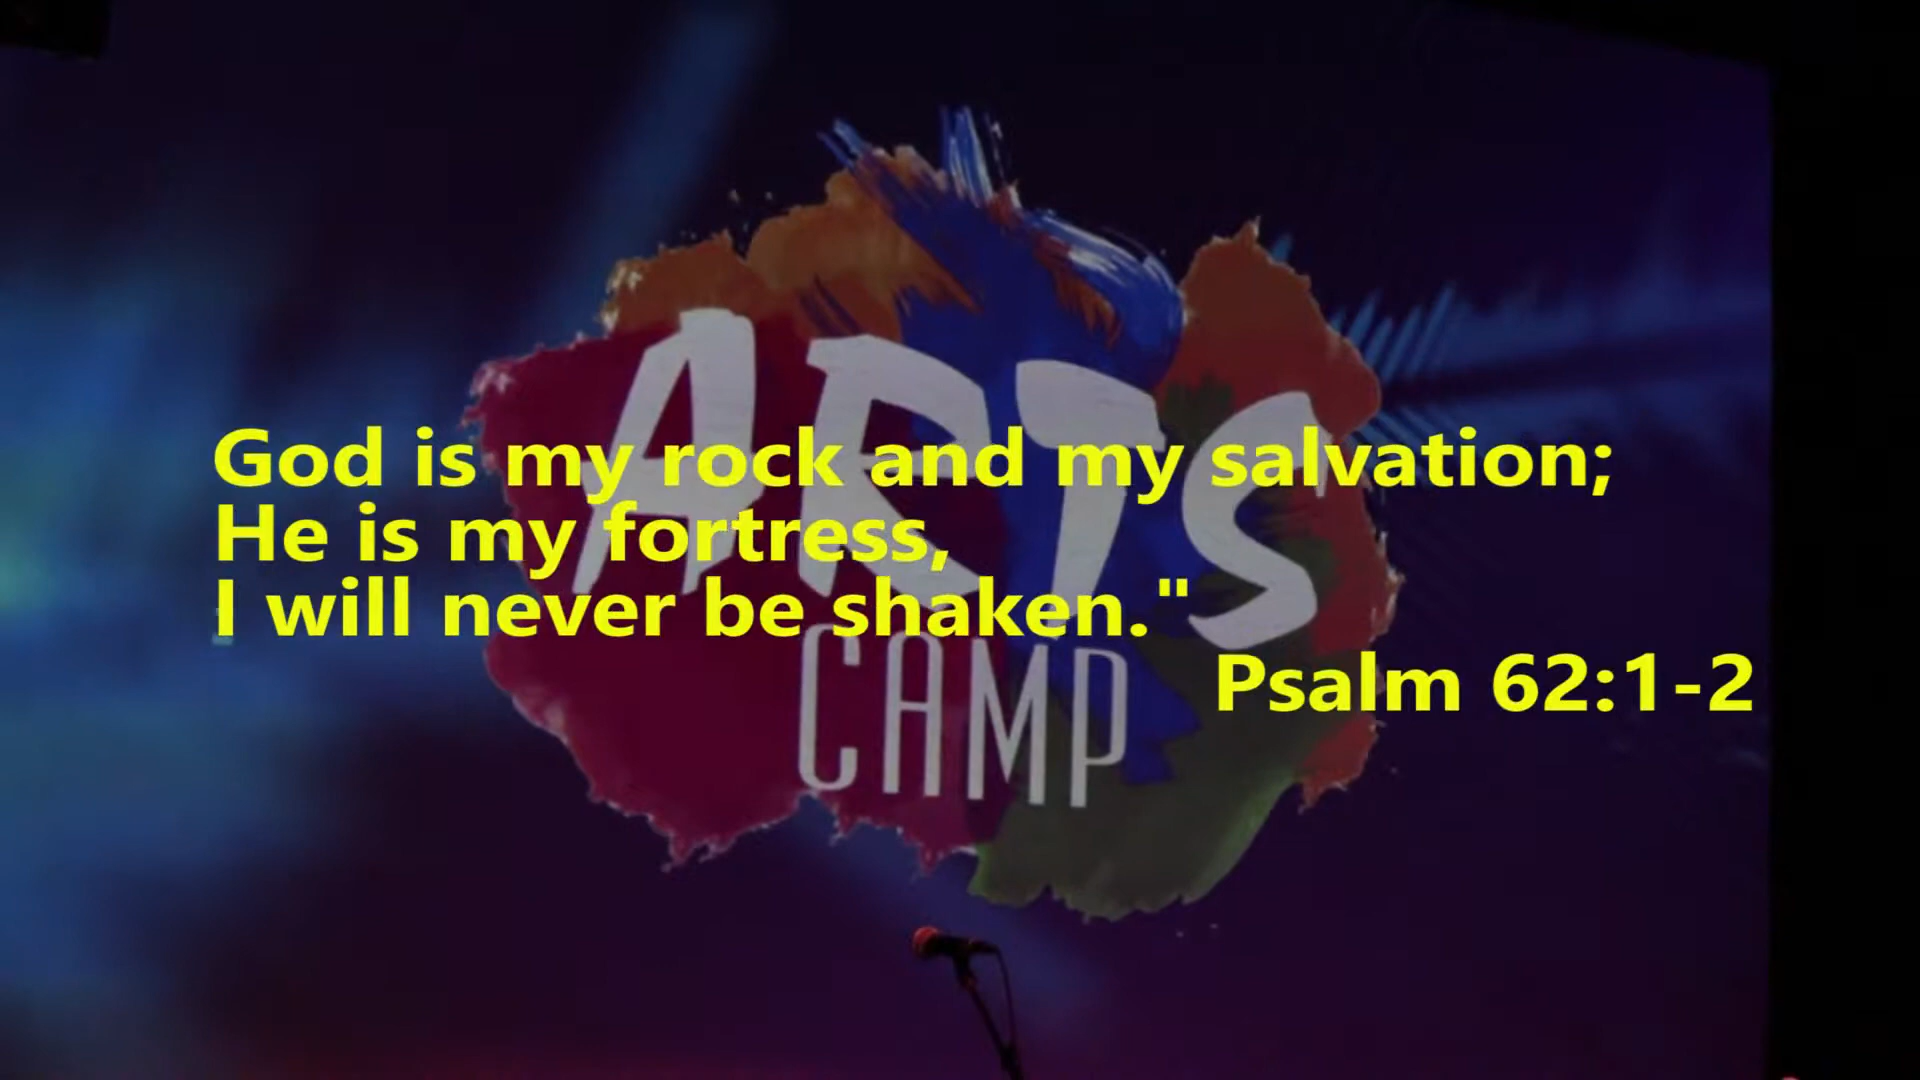 ARTS
CAMP
God is my rock and my salvation;
He is my fortress,
I will never be shaken."
Psalm 62:1-2